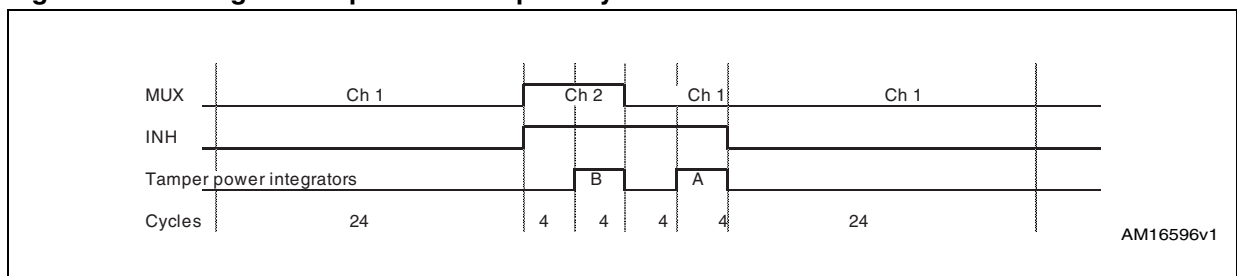 MUX Ch 1 Ch 2 Ch 1 Ch 1
INH
Tamper power integrators B A
Cycles 24 4 4 4 4 24
AM16596v1